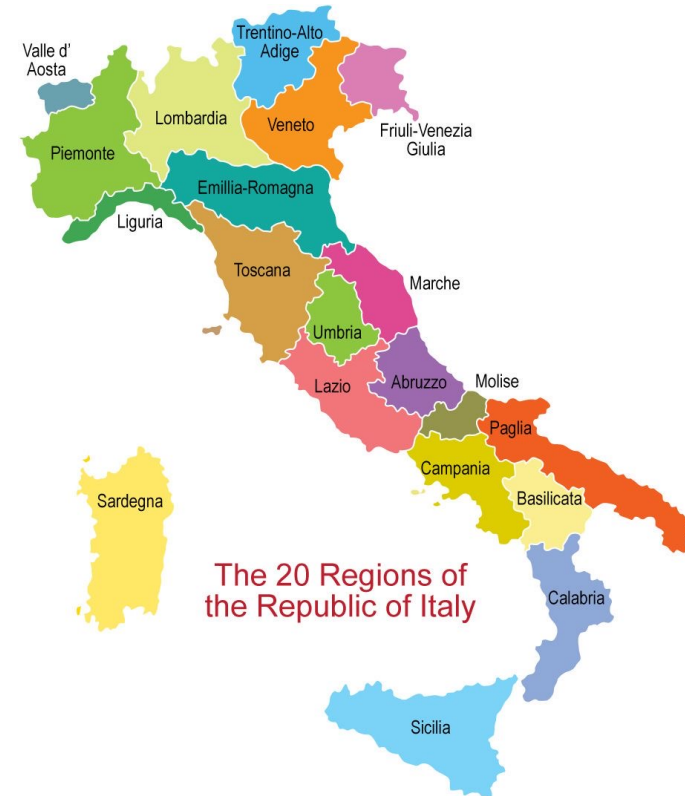 Trentino-Alto
Adige
Valle d'
Aosta
Lombardia
Veneto
Friuli-Venezia
Giulia
Piemonte
Emillia-Romagna
Liguria
Toscana
Marche
Umbria
Lazio
Abruzzo
Molise
Paglia
Campania
Basilicata
Sardegna
The 20 Regions of
the Republic of Italy
Calabria
Sicilia